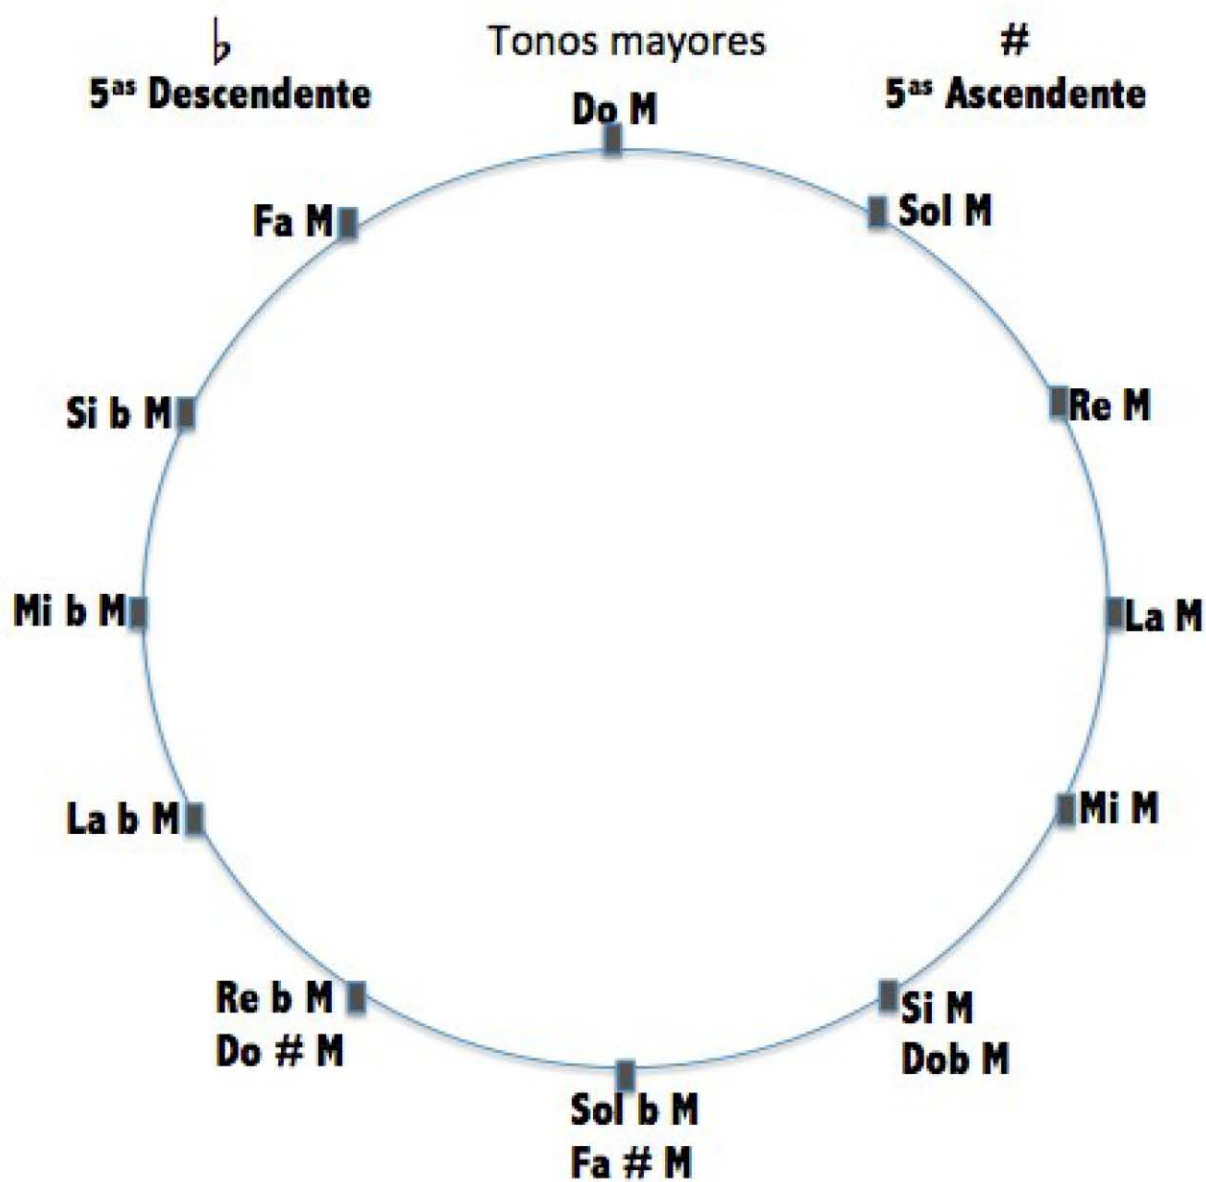 ♭ Tonos mayores #
5ᵃˢ Descendente 5ᵃˢ Ascendente
Do M
Fa M
Sol M
Si b M
Re M
Mi b M
La M
La b M
Mi M
Re b M
Do # M
Si M
Dob M
Sol b M
Fa # M